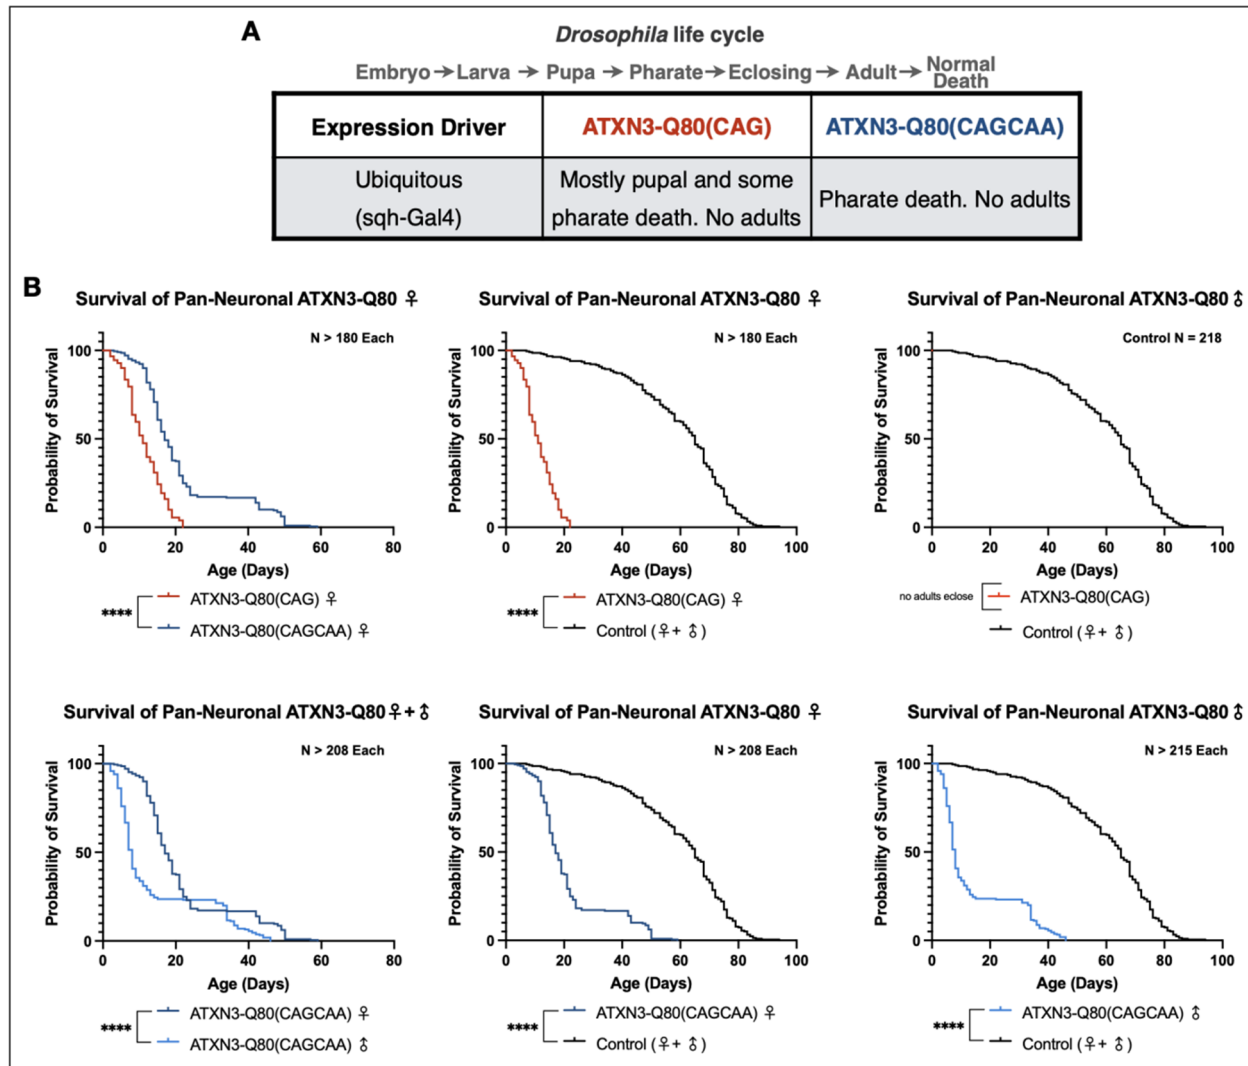 A
Drosophila life cycle
Embryo → Larva → Pupa → Pharate → Eclosing → Adult → Normal Death
Expression Driver
ATXN3-Q80(CAG)
ATXN3-Q80(CAGCAA)
Ubiquitous
(sqh-Gal4)
Mostly pupal and some
pharate death. No adults
Pharate death. No adults
B
Survival of Pan-Neuronal ATXN3-Q80 ♀
N > 180 Each
Probability of Survival
100
50
0
0 20 40 60 80
Age (Days)
**** ATXN3-Q80(CAG) ♀
ATXN3-Q80(CAGCAA) ♀
Survival of Pan-Neuronal ATXN3-Q80 ♀
N > 180 Each
Probability of Survival
100
50
0
0 20 40 60 80 100
Age (Days)
**** ATXN3-Q80(CAG) ♀
Control (♀+ ♂)
Survival of Pan-Neuronal ATXN3-Q80 ♂
Control N = 218
Probability of Survival
100
50
0
0 20 40 60 80 100
Age (Days)
no adults eclose ATXN3-Q80(CAG)
Control (♀+ ♂)
Survival of Pan-Neuronal ATXN3-Q80♀+ ♂
N > 208 Each
Probability of Survival
100
50
0
0 20 40 60 80
Age (Days)
**** ATXN3-Q80(CAGCAA) ♀
ATXN3-Q80(CAGCAA) ♂
Survival of Pan-Neuronal ATXN3-Q80 ♀
N > 208 Each
Probability of Survival
100
50
0
0 20 40 60 80 100
Age (Days)
**** ATXN3-Q80(CAGCAA) ♀
Control (♀+ ♂)
Survival of Pan-Neuronal ATXN3-Q80 ♂
N > 215 Each
Probability of Survival
100
50
0
0 20 40 60 80 100
Age (Days)
**** ATXN3-Q80(CAGCAA) ♂
Control (♀+ ♂)